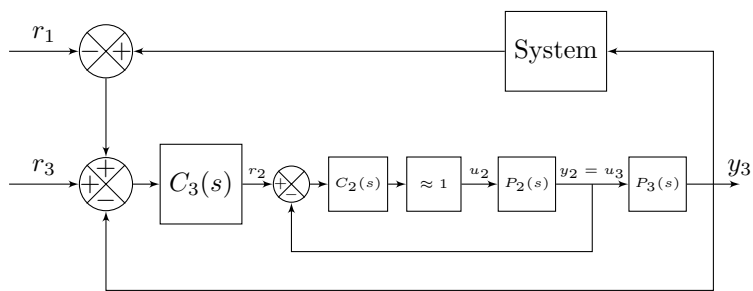 r₁
− +
System
r₃
+ + −
C₃(s)
r₂
+ −
C₂(s)
≈ 1
u₂
P₂(s)
y₂ = u₃
P₃(s)
y₃